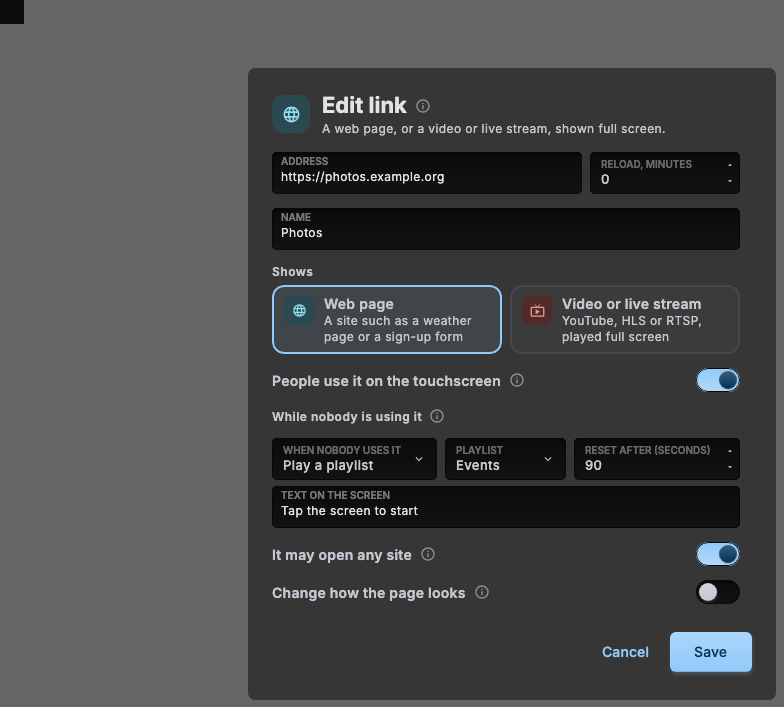 Edit link
A web page, or a video or live stream, shown full screen.
ADDRESS
https://photos.example.org
RELOAD, MINUTES
0
NAME
Photos
Shows
Web page
A site such as a weather
page or a sign-up form
Video or live stream
YouTube, HLS or RTSP,
played full screen
People use it on the touchscreen
While nobody is using it
WHEN NOBODY USES IT
Play a playlist
PLAYLIST
Events
RESET AFTER (SECONDS)
90
TEXT ON THE SCREEN
Tap the screen to start
It may open any site
Change how the page looks
Cancel
Save